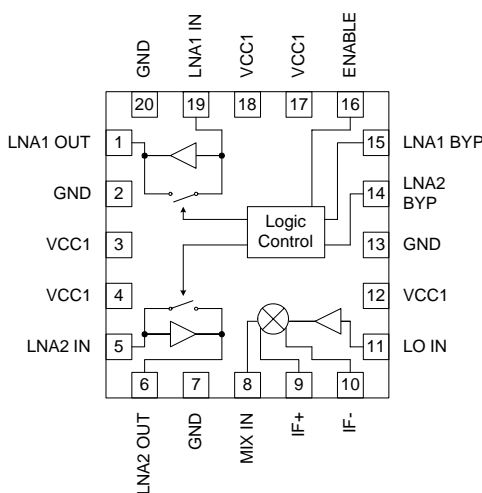 GND
LNA1 IN
VCC1
VCC1
ENABLE
20
19
18
17
16
LNA1 OUT
1
15
LNA1 BYP
GND
2
14
LNA2
BYP
Logic
Control
VCC1
3
13
GND
VCC1
4
12
VCC1
LNA2 IN
5
11
LO IN
6
7
8
9
10
LNA2 OUT
GND
MIX IN
IF+
IF-